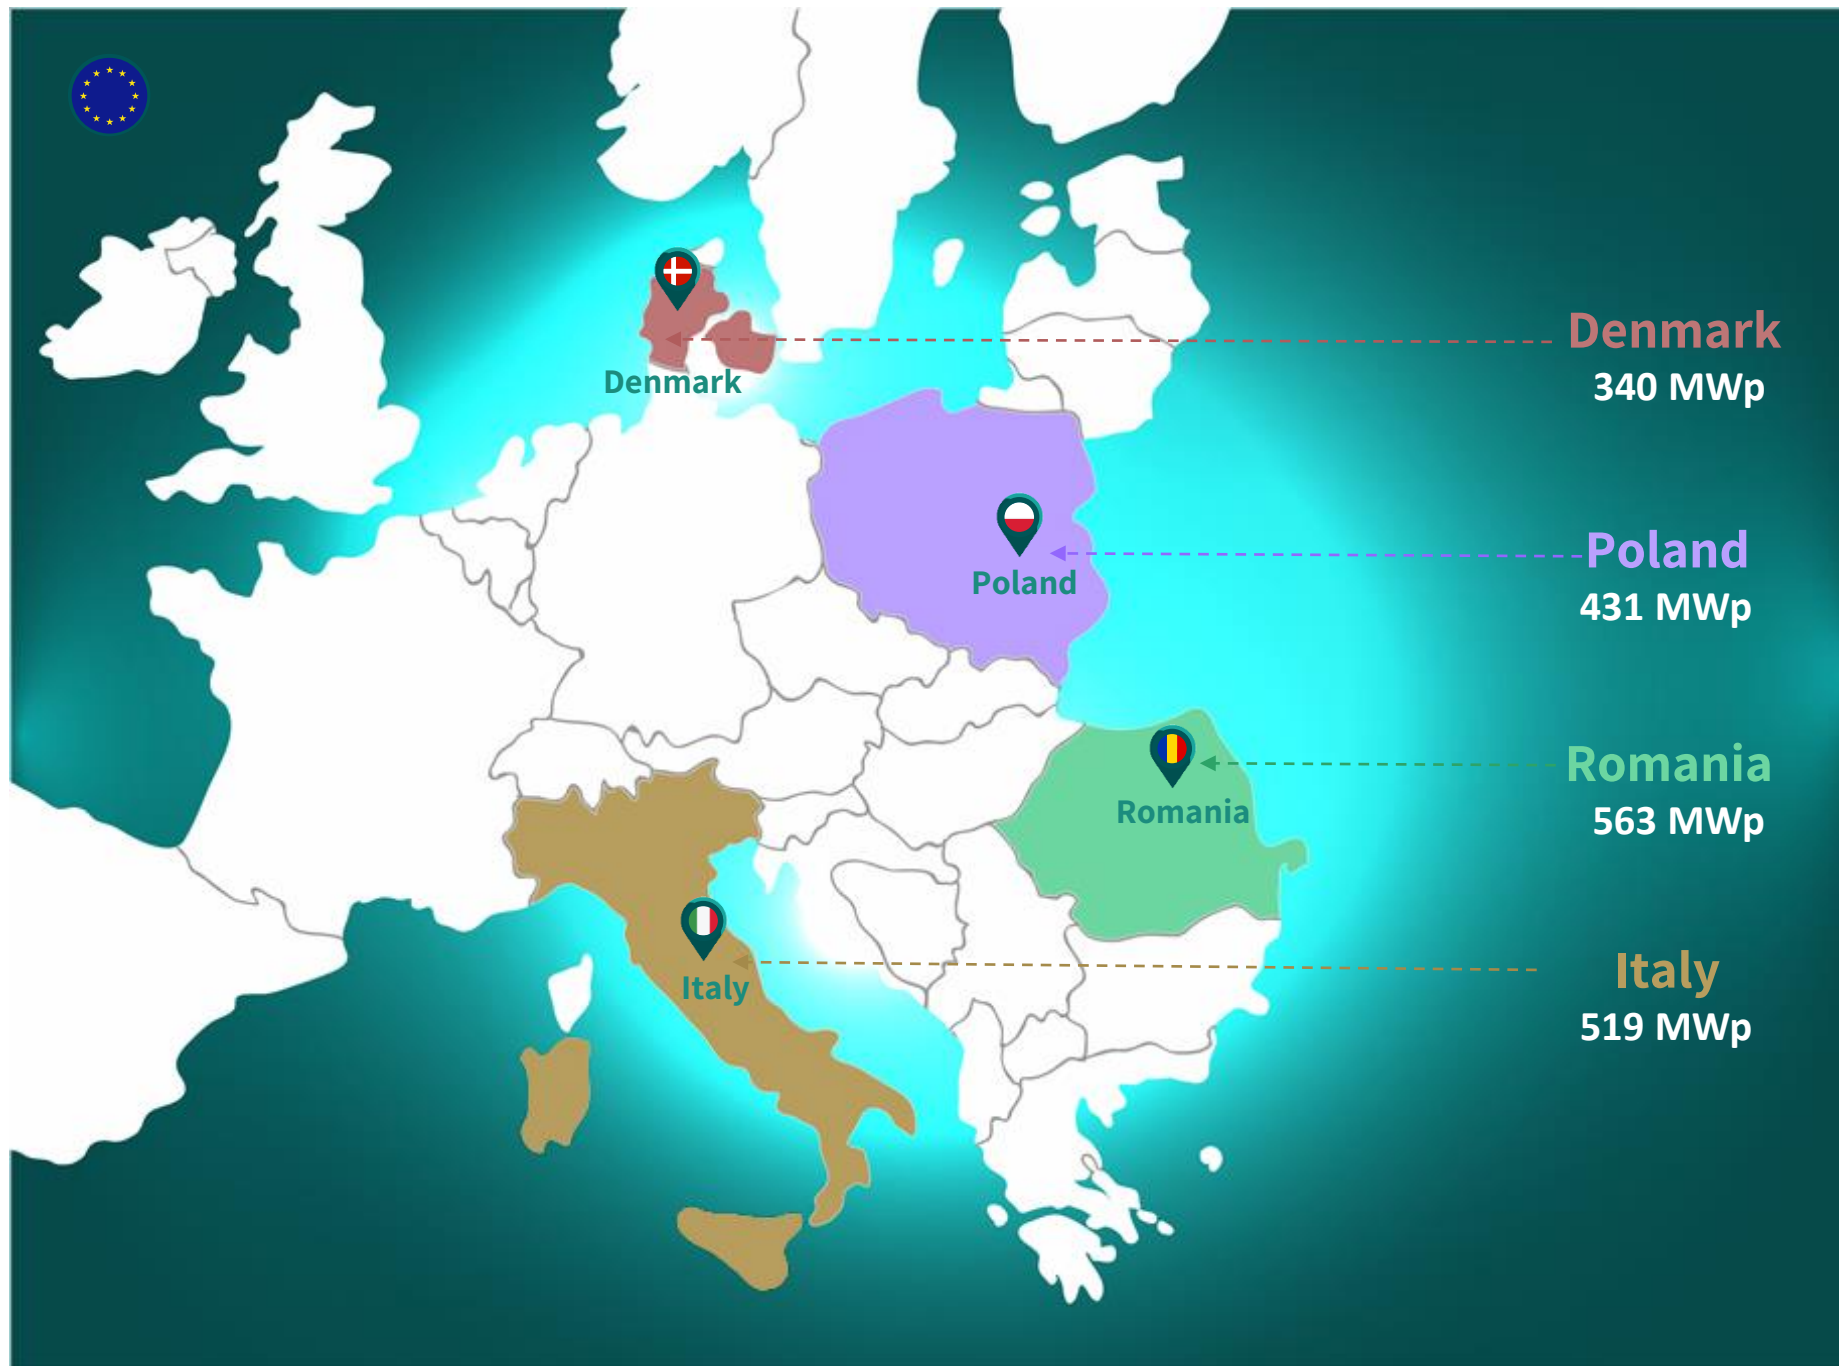 Denmark
Denmark
340 MWp
Poland
Poland
431 MWp
Romania
Romania
563 MWp
Italy
Italy
519 MWp